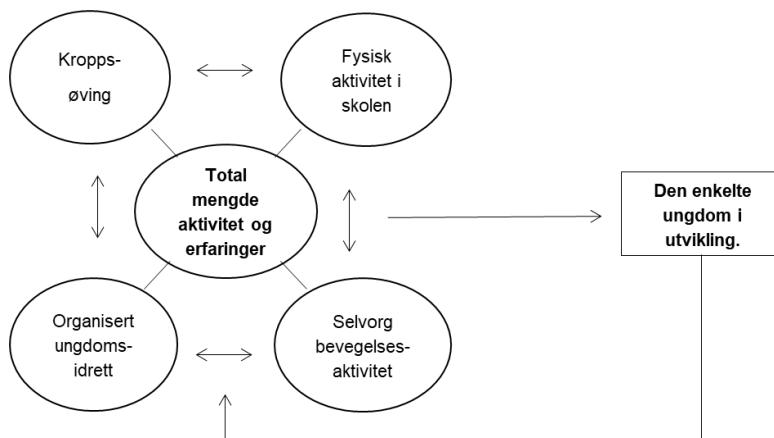 Kropps-
øving
Fysisk
aktivitet i
skolen
Total
mengde
aktivitet og
erfaringer
Den enkelte
ungdom i
utvikling.
Organisert
ungdoms-
idrett
Selvorg
bevegelses-
aktivitet